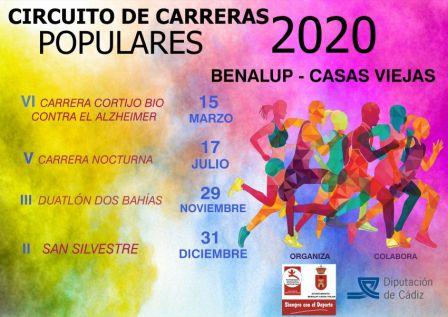 CIRCUITO DE CARRERAS
POPULARES 2020
BENALUP - CASAS VIEJAS
VI CARRERA CORTIJO BIO
CONTRA EL ALZHEIMER
15
MARZO
V CARRERA NOCTURNA
17
JULIO
III DUATLÓN DOS BAHÍAS
29
NOVIEMBRE
II SAN SILVESTRE
31
DICIEMBRE
ORGANIZA
COLABORA
Siempre con el Deporte
Diputación
de Cádiz